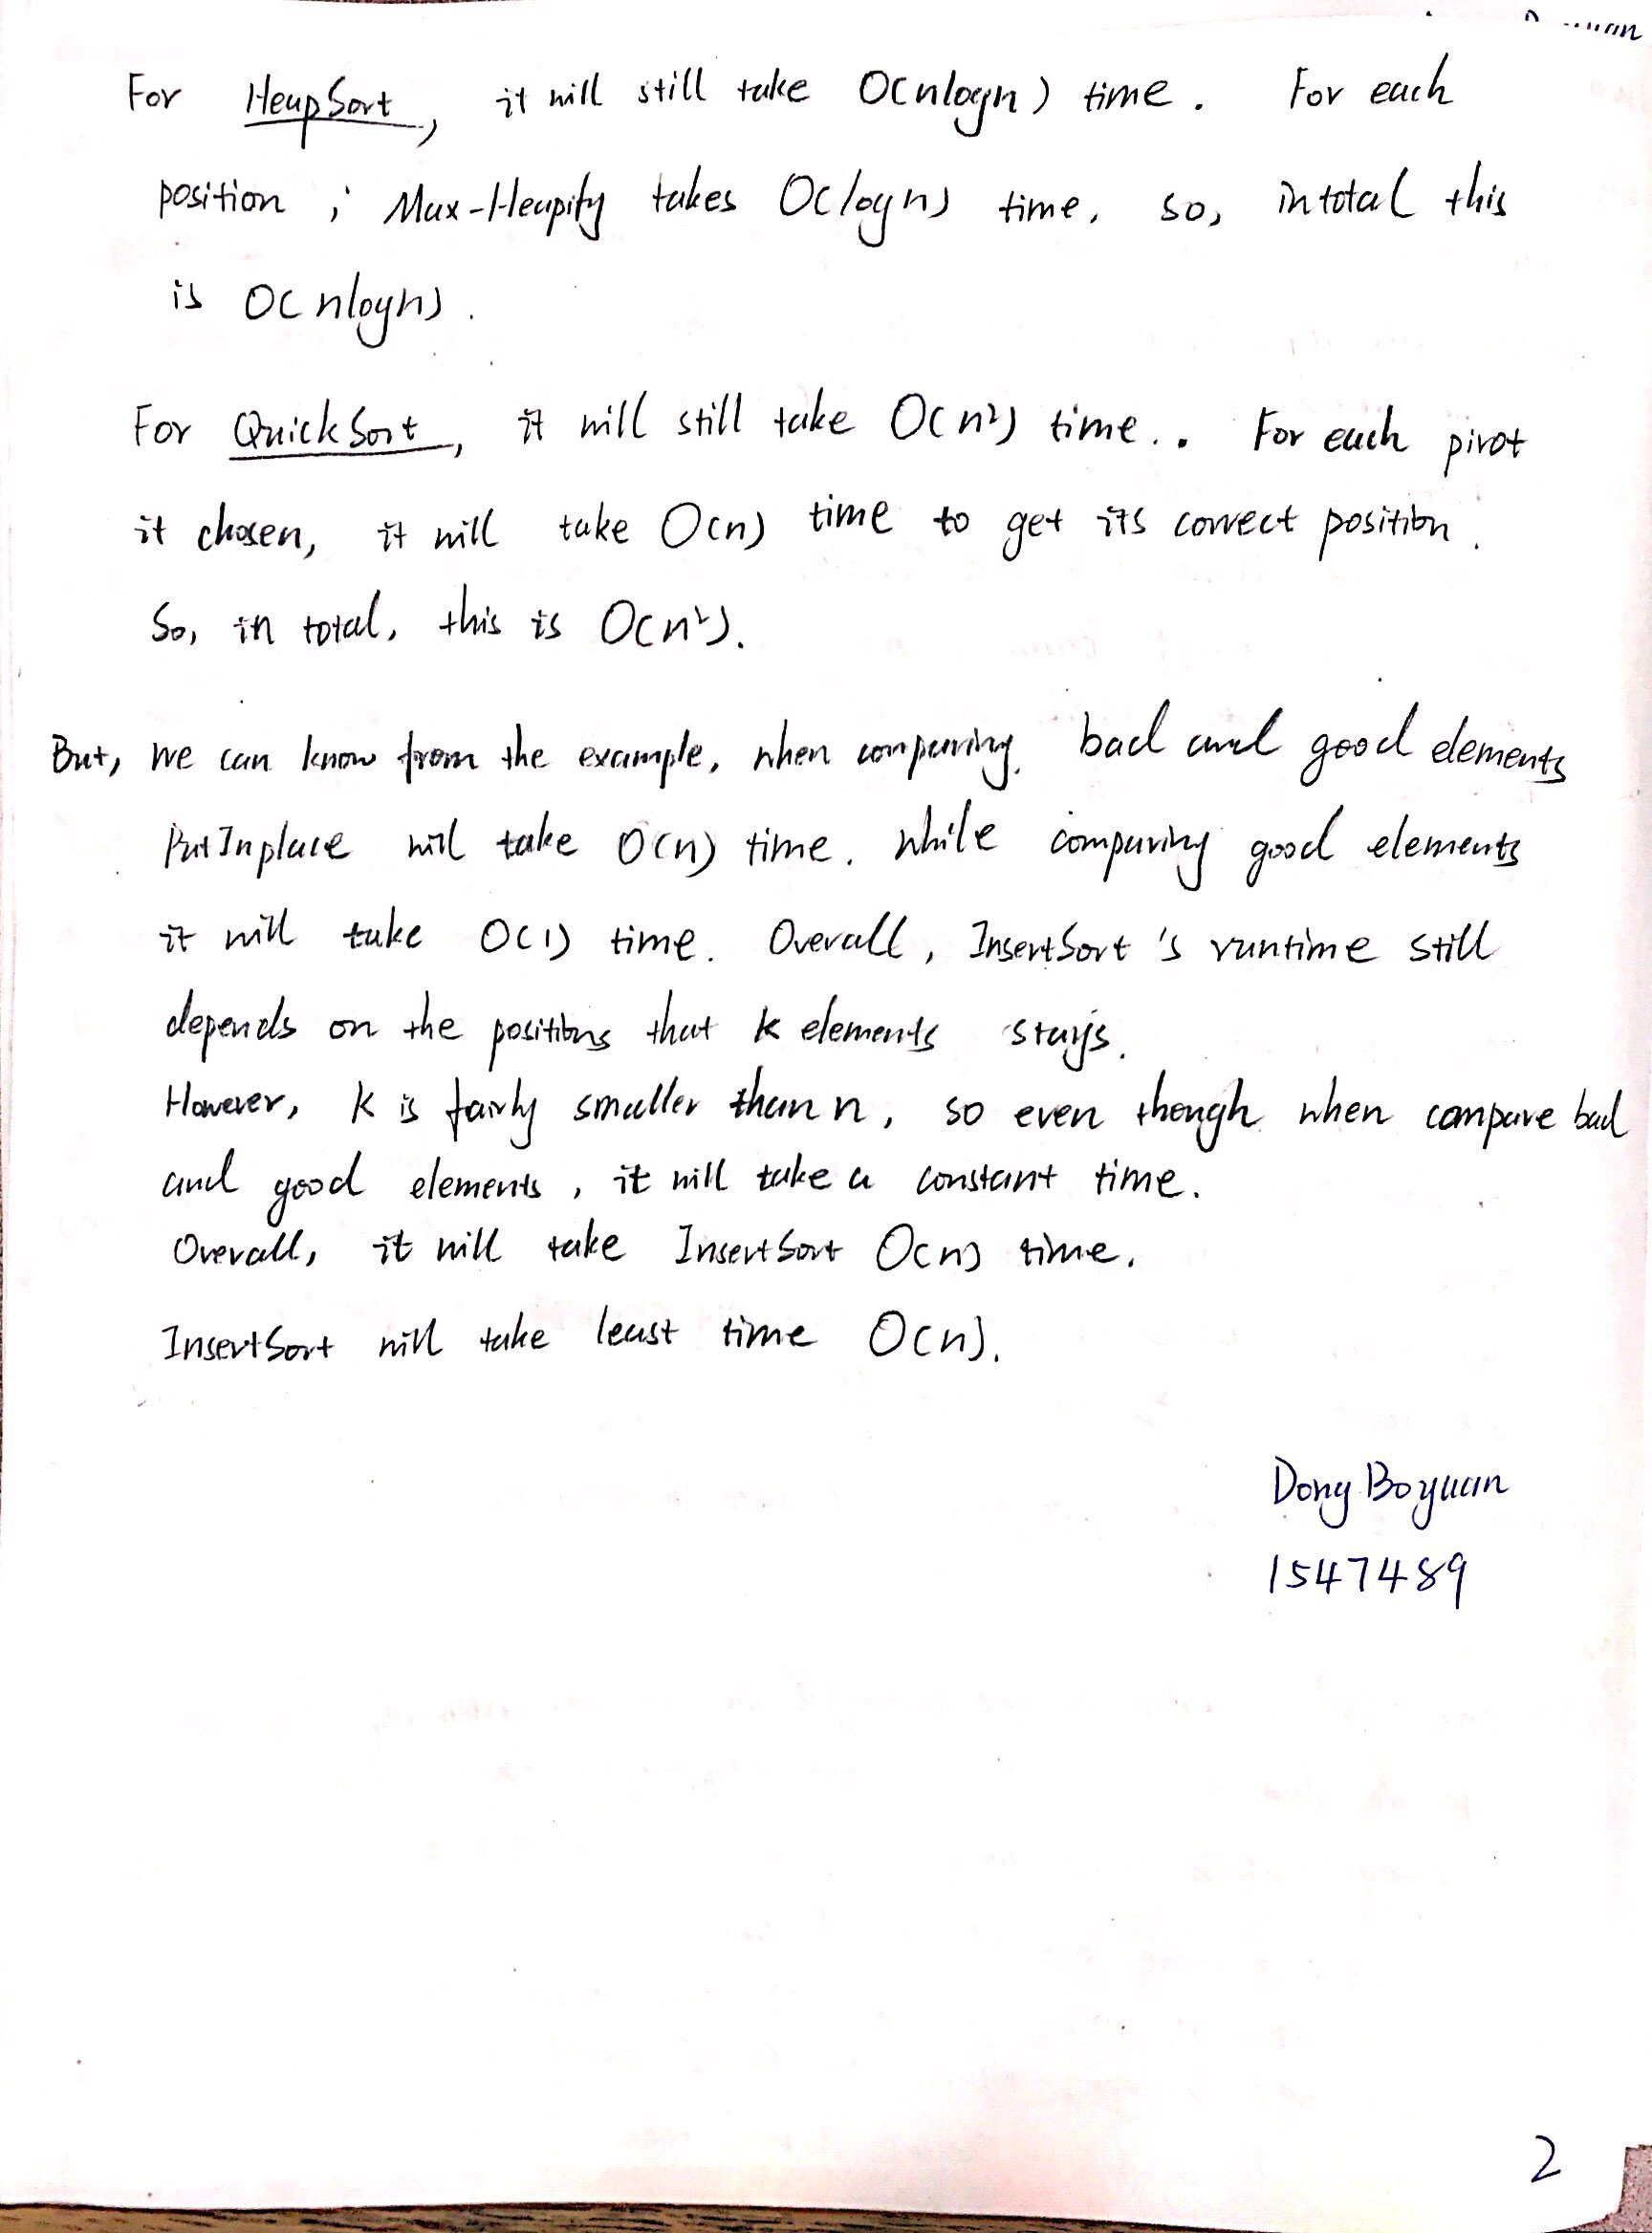 For HeapSort, it will still take O(nlogn) time. For each
position i Max-Heapify takes O(logn) time. so, in total this
is O(nlogn).
For QuickSort, it will still take O(n²) time.. For each pivot
it chosen, it will take O(n) time to get its correct position.
So, in total, this is O(n²).
But, we can know from the example, when comparing bad and good elements
PutInplace will take O(n) time. while comparing good elements
it will take O(1) time. Overall, InsertSort's runtime still
depends on the positions that k elements stays.
However, k is fairly smaller than n, so even though when compare bad
and good elements, it will take a constant time.
Overall, it will take InsertSort O(n) time.
InsertSort will take least time O(n).
Dong Boyuan
1547489
2